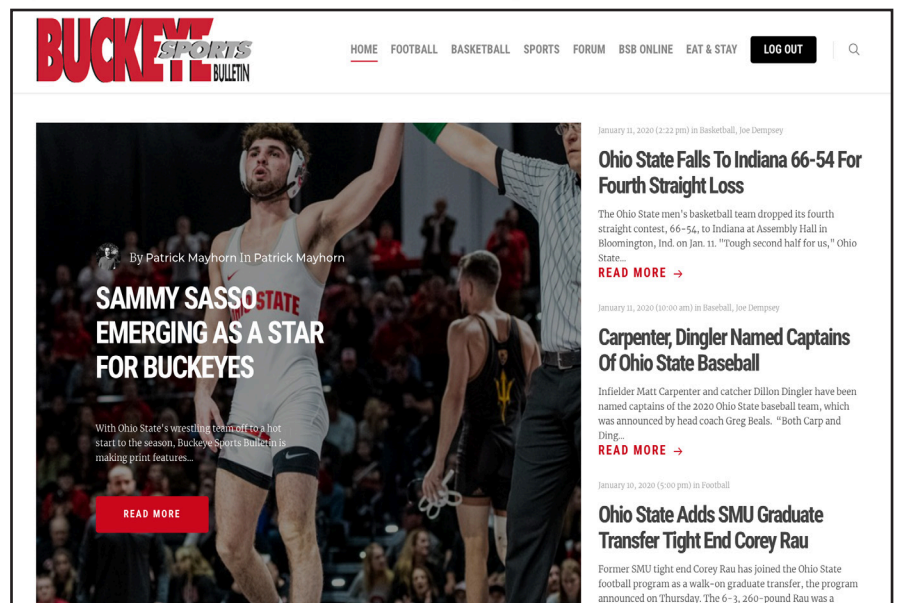 BUCKEYE
SPORTS
BULLETIN
HOME FOOTBALL BASKETBALL SPORTS FORUM BSB ONLINE EAT & STAY LOG OUT
By Patrick Mayhorn In Patrick Mayhorn
SAMMY SASSO
EMERGING AS A STAR
FOR BUCKEYES
With Ohio State's wrestling team off to a hot
start to the season, Buckeye Sports Bulletin is
making print features...
READ MORE
OHIO STATE
January 11, 2020 (2:22 pm) in Basketball, Joe Dempsey
Ohio State Falls To Indiana 66-54 For
Fourth Straight Loss
The Ohio State men's basketball team dropped its fourth
straight contest, 66-54, to Indiana at Assembly Hall in
Bloomington, Ind. on Jan. 11. "Tough second half for us," Ohio
State...
READ MORE →
January 11, 2020 (10:00 am) in Baseball, Joe Dempsey
Carpenter, Dingler Named Captains
Of Ohio State Baseball
Infielder Matt Carpenter and catcher Dillon Dingler have been
named captains of the 2020 Ohio State baseball team, which
was announced by head coach Greg Beals.  “Both Carp and
Ding...
READ MORE →
January 10, 2020 (5:00 pm) in Football
Ohio State Adds SMU Graduate
Transfer Tight End Corey Rau
Former SMU tight end Corey Rau has joined the Ohio State
football program as a walk-on graduate transfer, the program
announced on Thursday. The 6-3, 260-pound Rau was a